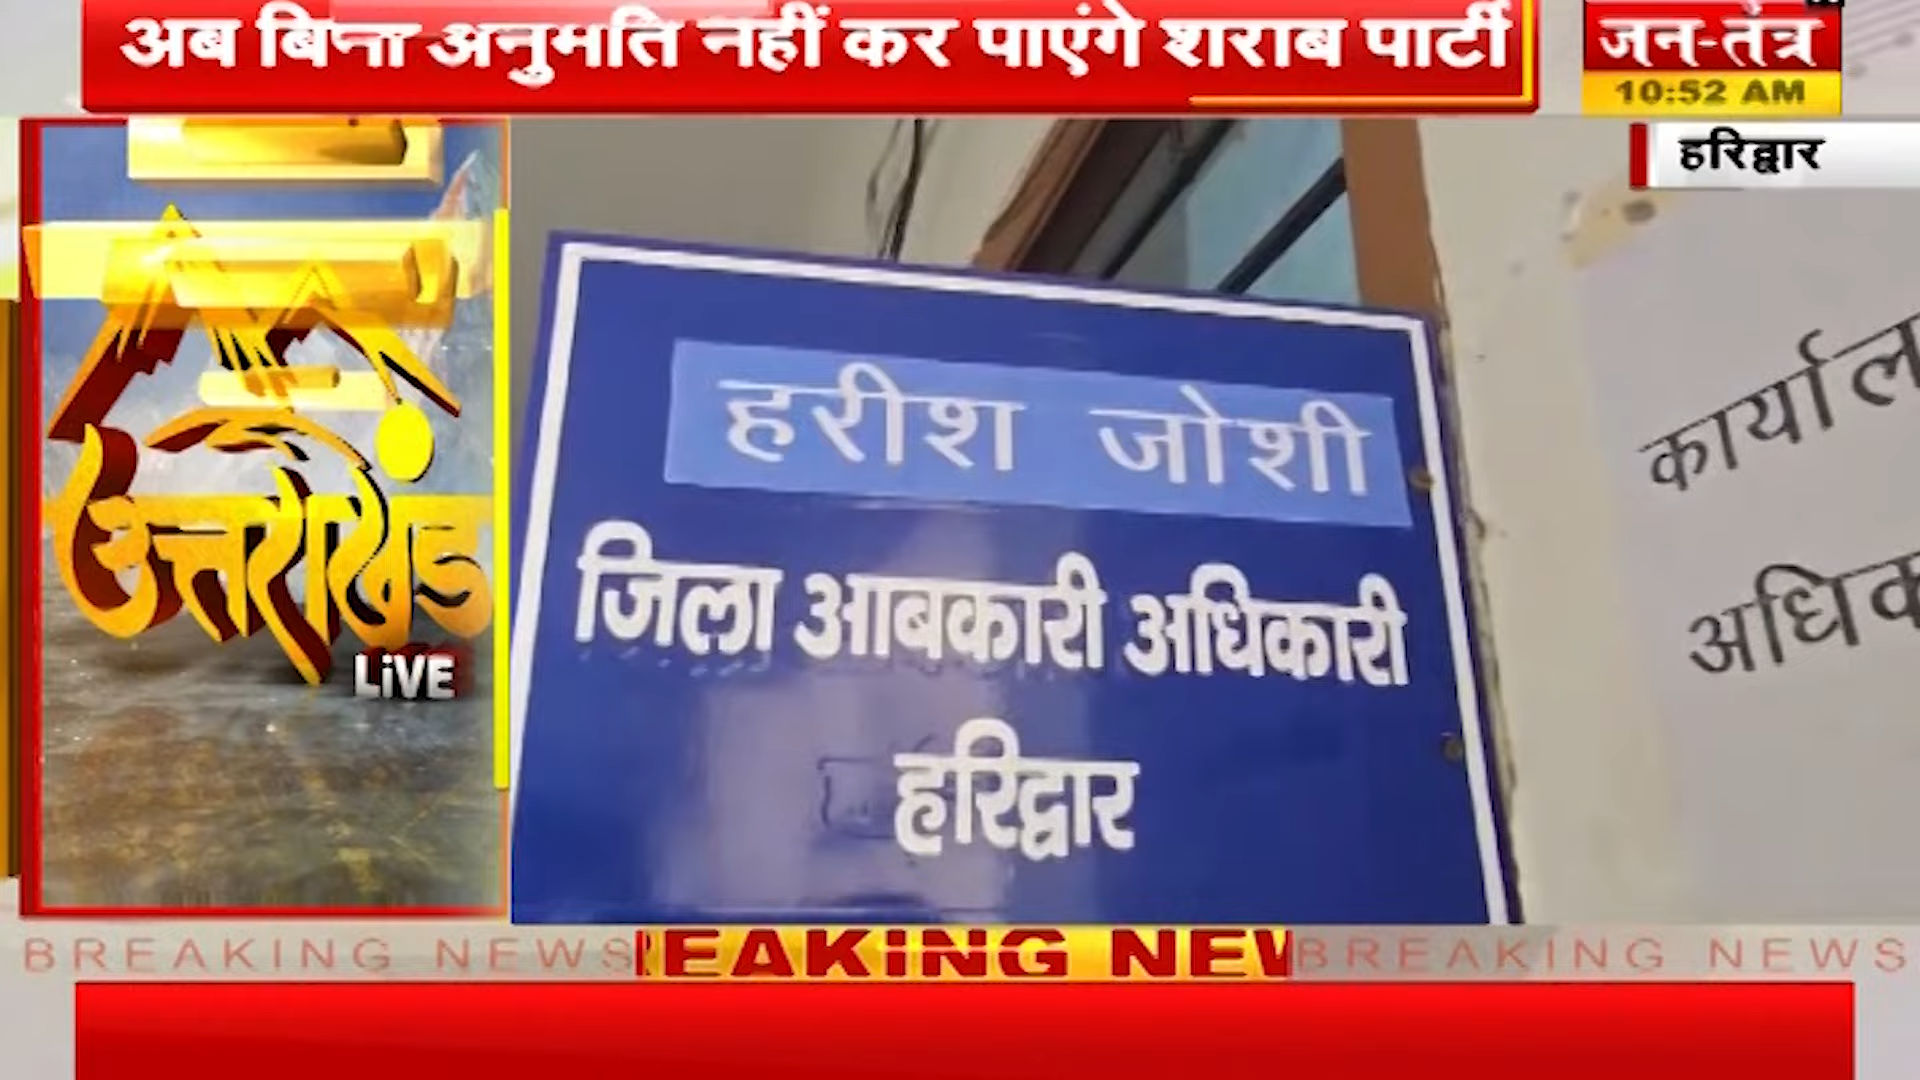 अब बिना अनुमति नहीं कर पाएंगे शराब पार्टी
जन-तंत्र
10:52 AM
हरिद्वार
उत्तराखंड
LiVE
हरीश जोशी
जिला आबकारी अधिकारी
हरिद्वार
BREAKING NEWS
EAKiNG NEW
BREAKING NEWS